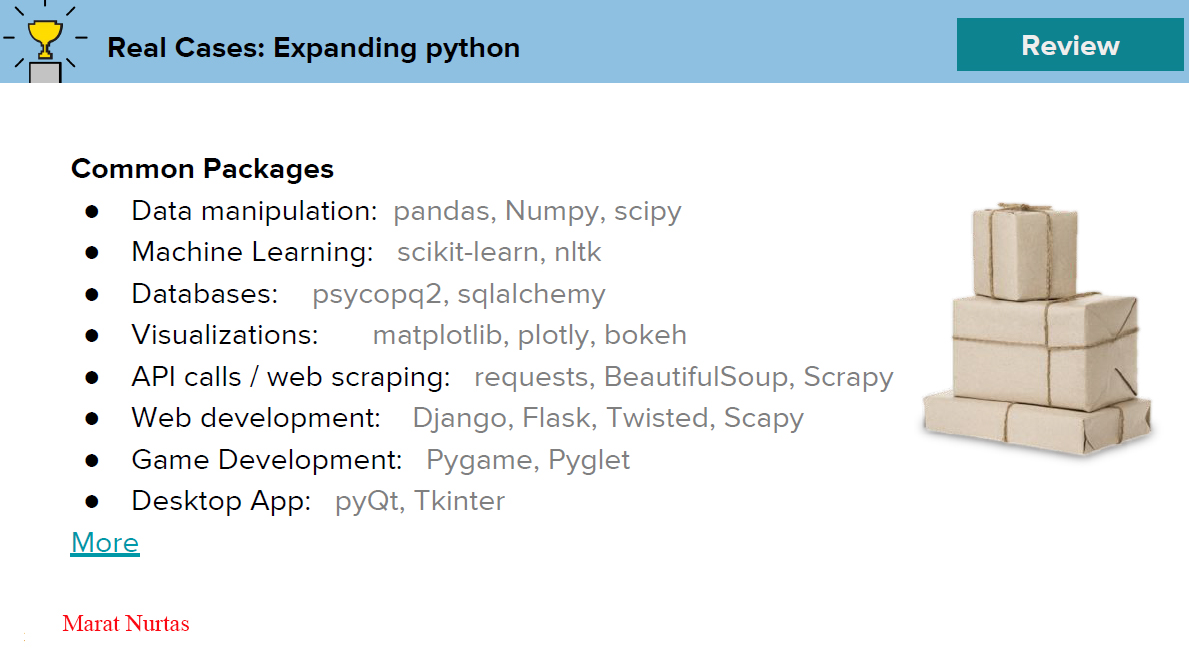 Real Cases: Expanding python
Review
Common Packages
● Data manipulation: pandas, Numpy, scipy
● Machine Learning: scikit-learn, nltk
● Databases: psycopq2, sqlalchemy
● Visualizations: matplotlib, plotly, bokeh
● API calls / web scraping: requests, BeautifulSoup, Scrapy
● Web development: Django, Flask, Twisted, Scapy
● Game Development: Pygame, Pyglet
● Desktop App: pyQt, Tkinter
More
Marat Nurtas